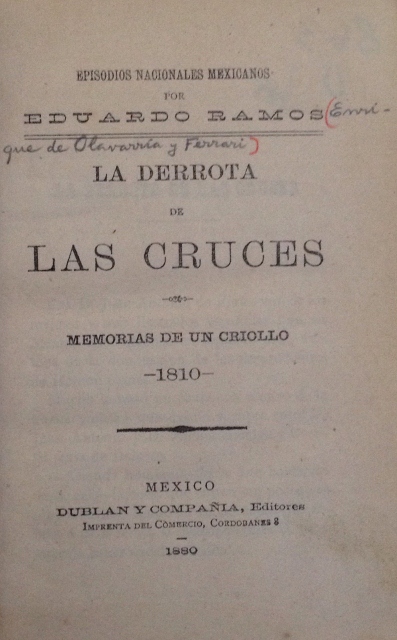 EPISODIOS NACIONALES MEXICANOS
POR
EDUARDO RAMOS (Enri-
que de Olavarría y Ferrari)
LA DERROTA
DE
LAS CRUCES
MEMORIAS DE UN CRIOLLO
—1810—
MEXICO
DUBLAN Y COMPAÑIA, Editores
IMPRENTA DEL COMERCIO, CORDOBANES 8
1880